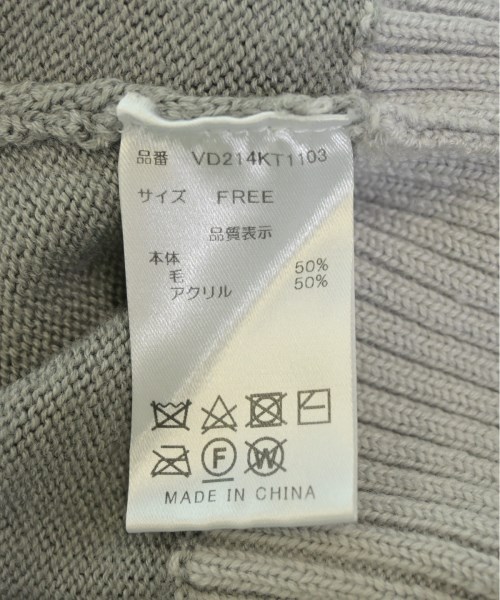 品番 VD214KT1103
サイズ FREE
品質表示
本体
毛 50%
アクリル 50%
F W
MADE IN CHINA